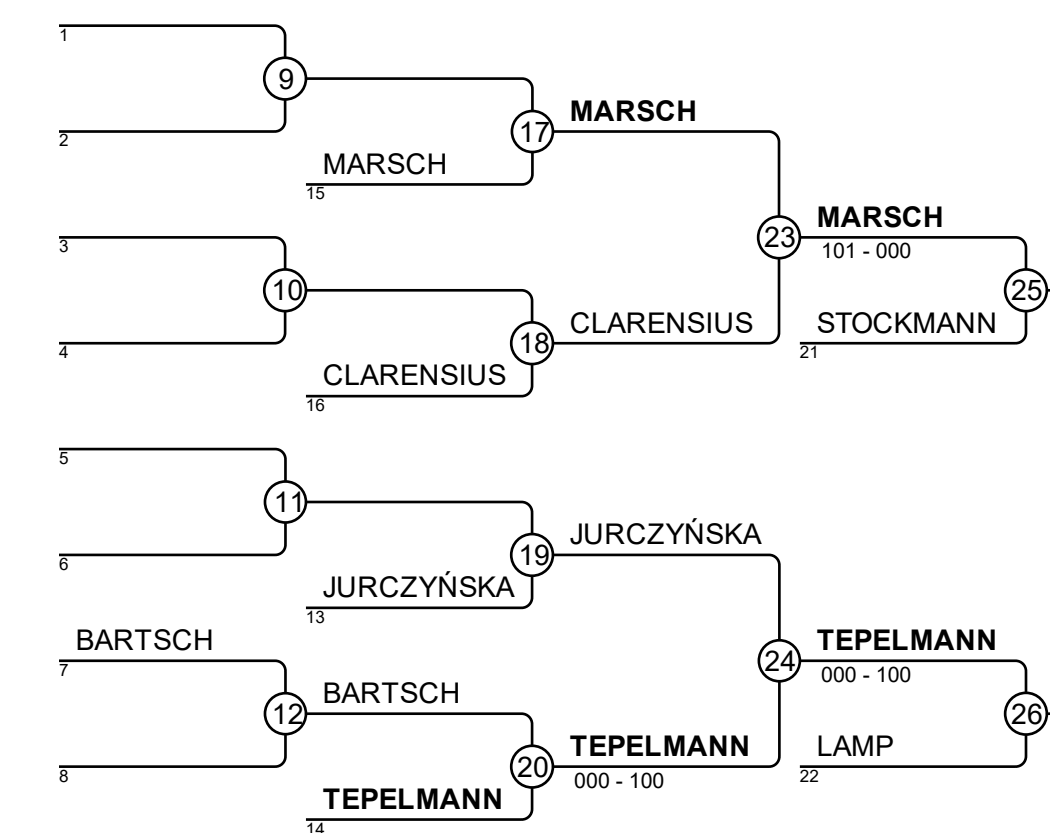 1
9
2
MARSCH
15
17
MARSCH
3
10
4
CLARENSIUS
16
18
CLARENSIUS
23
MARSCH
101 - 000
STOCKMANN
21
25
5
11
6
JURCZYŃSKA
13
19
JURCZYŃSKA
BARTSCH
7
12
8
BARTSCH
TEPELMANN
14
20
TEPELMANN
000 - 100
24
TEPELMANN
000 - 100
LAMP
22
26